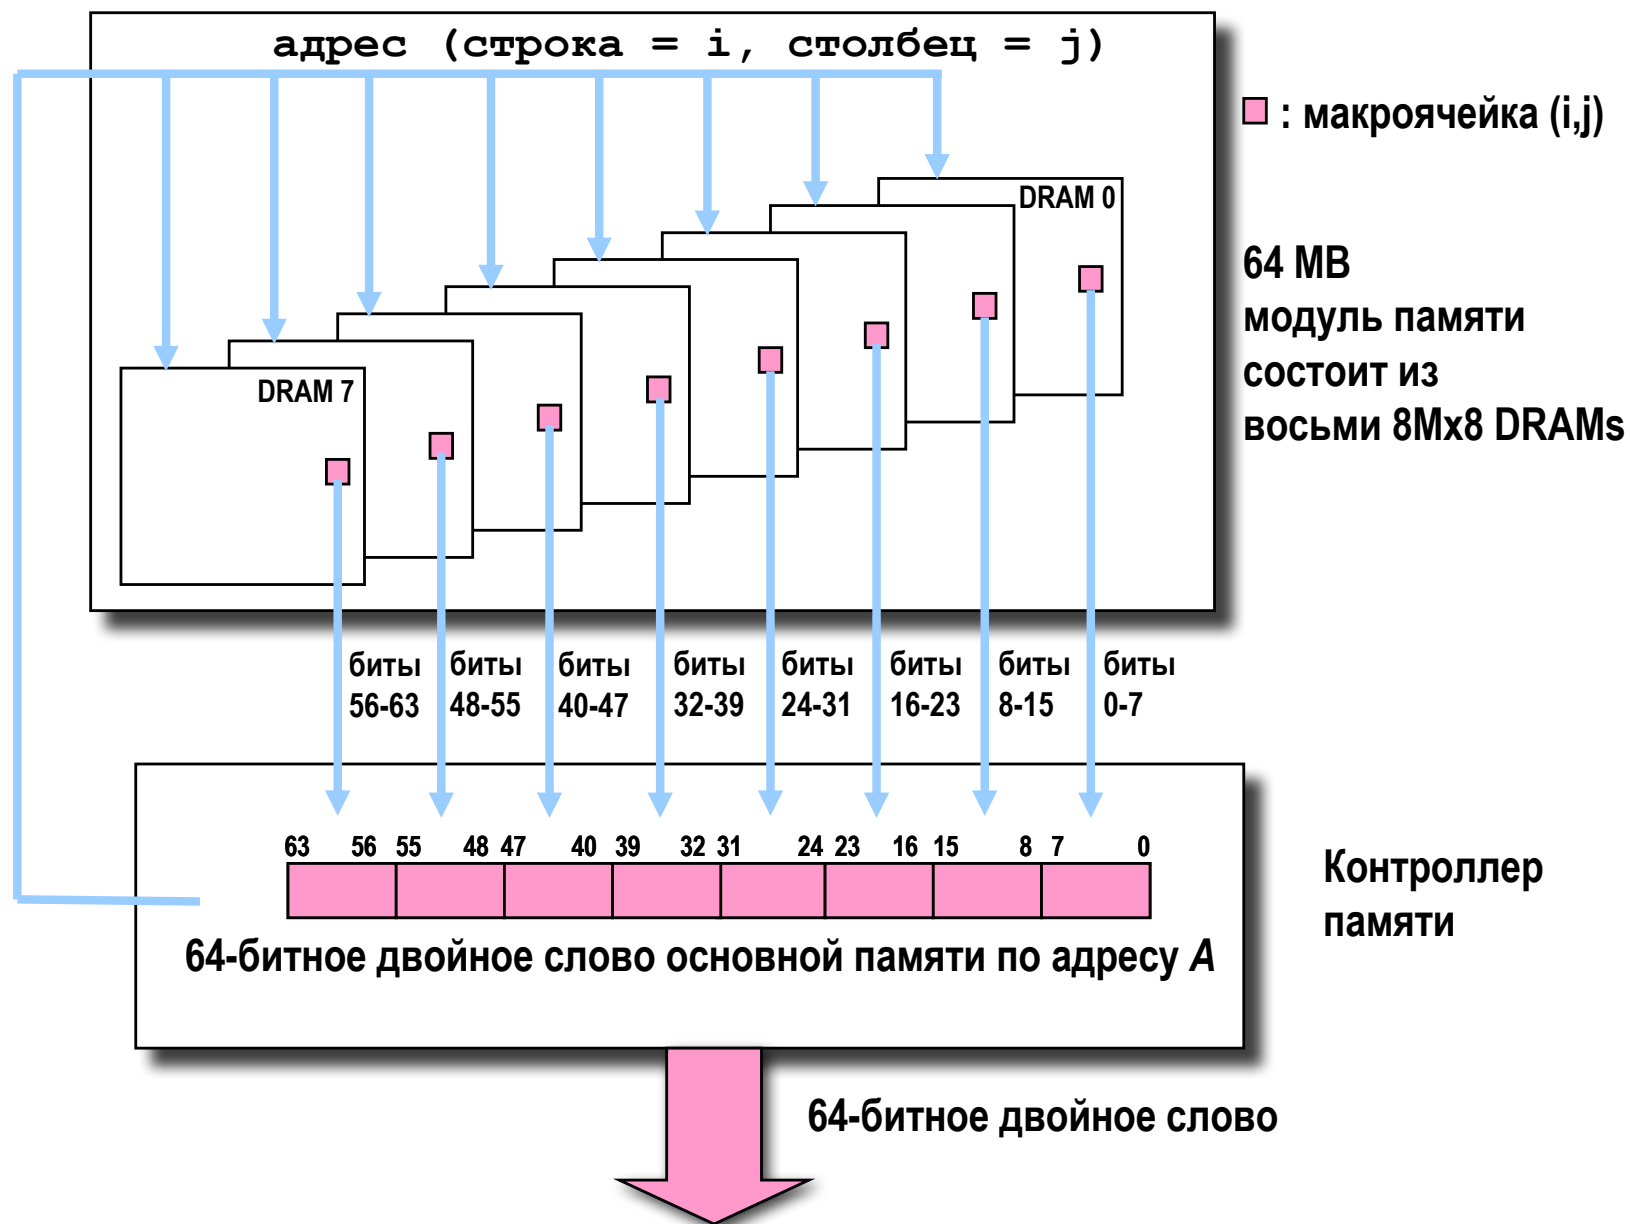 адрес (строка = i, столбец = j)
: макроячейка (i,j)
DRAM 0
64 MB
модуль памяти
состоит из
восьми 8Mx8 DRAMs
DRAM 7
биты
56-63
биты
48-55
биты
40-47
биты
32-39
биты
24-31
биты
16-23
биты
8-15
биты
0-7
63 56 55 48 47 40 39 32 31 24 23 16 15 8 7 0
64-битное двойное слово основной памяти по адресу A
Контроллер
памяти
64-битное двойное слово